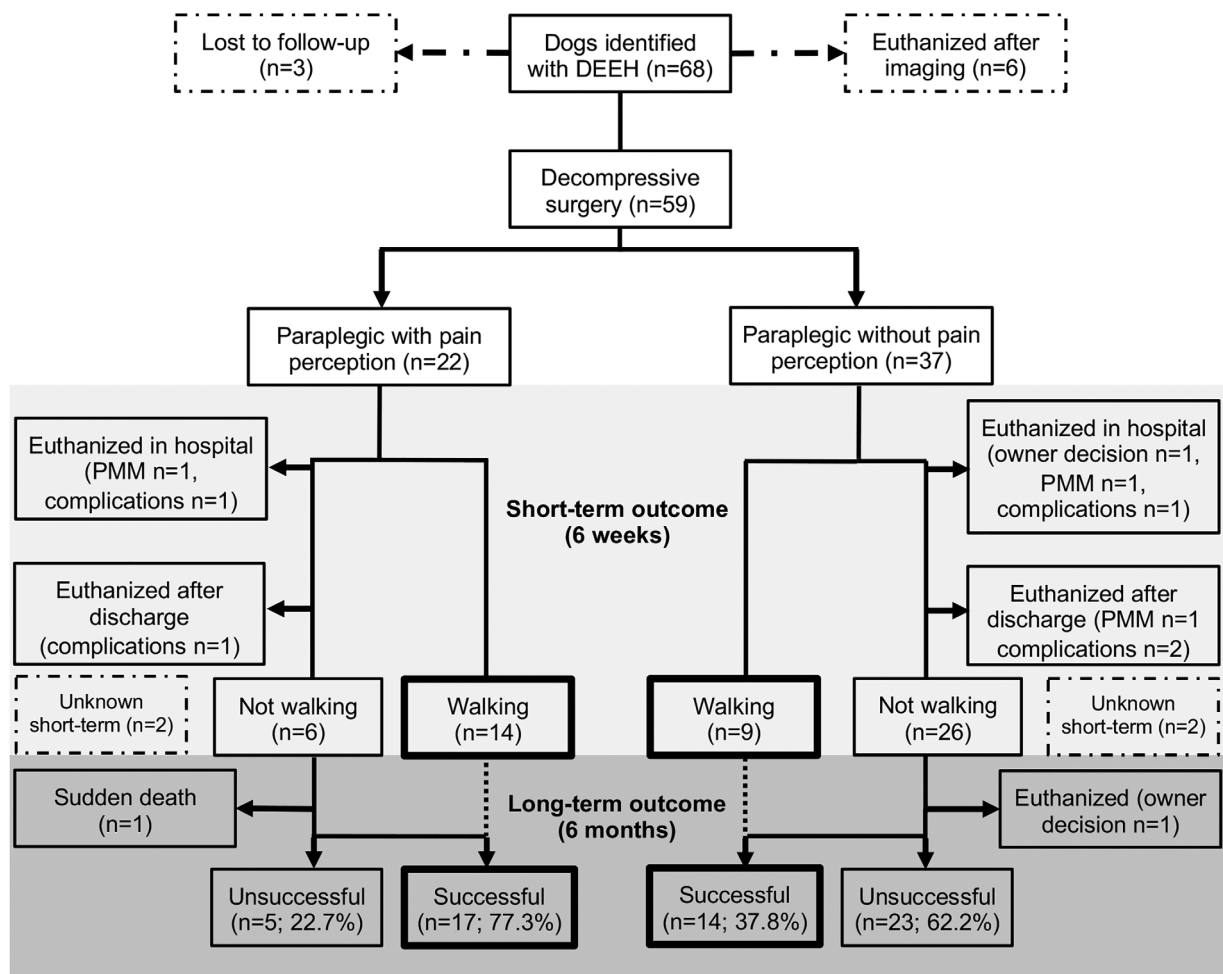 Lost to follow-up
(n=3)
Dogs identified
with DEEH (n=68)
Euthanized after
imaging (n=6)
Decompressive
surgery (n=59)
Paraplegic with pain
perception (n=22)
Paraplegic without pain
perception (n=37)
Euthanized in hospital
(PMM n=1,
complications n=1)
Euthanized in hospital
(owner decision n=1,
PMM n=1,
complications n=1)
Short-term outcome
(6 weeks)
Euthanized after
discharge
(complications n=1)
Euthanized after
discharge (PMM n=1
complications n=2)
Unknown
short-term (n=2)
Not walking
(n=6)
Walking
(n=14)
Walking
(n=9)
Not walking
(n=26)
Unknown
short-term (n=2)
Sudden death
(n=1)
Long-term outcome
(6 months)
Euthanized (owner
decision n=1)
Unsuccessful
(n=5; 22.7%)
Successful
(n=17; 77.3%)
Successful
(n=14; 37.8%)
Unsuccessful
(n=23; 62.2%)